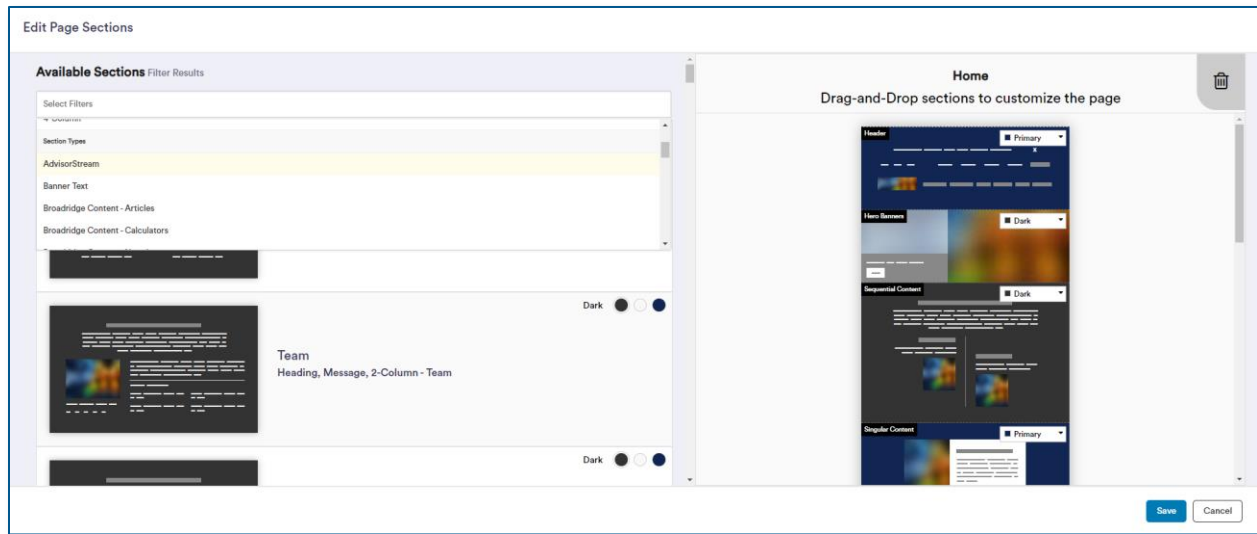 Edit Page Sections
Available Sections Filter Results
Select Filters
4 Column
Section Types
AdvisorStream
Banner Text
Broadridge Content - Articles
Broadridge Content - Calculators
Dark
Team
Heading, Message, 2-Column - Team
Dark
Home
Drag-and-Drop sections to customize the page
Header
Primary
x
Hero Banners
Dark
Sequential Content
Dark
Singular Content
Primary
Save
Cancel